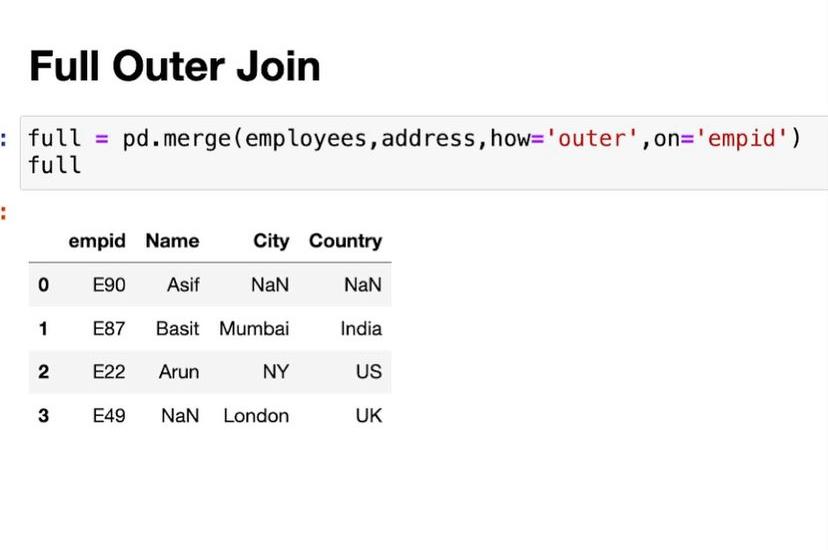 Full Outer Join
: full = pd.merge(employees,address,how='outer',on='empid')
full
:
empid Name City Country
0 E90 Asif NaN NaN
1 E87 Basit Mumbai India
2 E22 Arun NY US
3 E49 NaN London UK